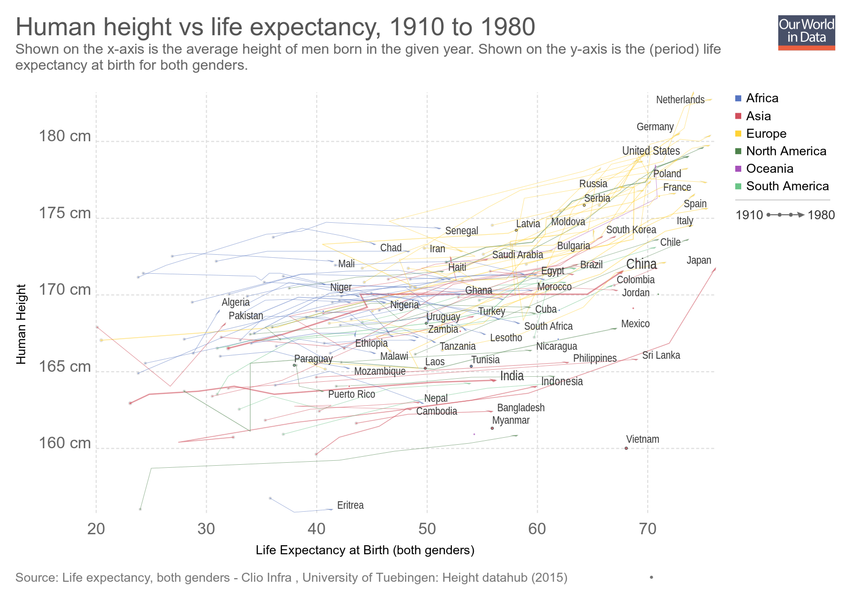 Human height vs life expectancy, 1910 to 1980
Our World
in Data
Shown on the x-axis is the average height of men born in the given year. Shown on the y-axis is the (period) life
expectancy at birth for both genders.
Africa
Asia
Europe
North America
Oceania
South America
1910
1980
Human Height
180 cm
175 cm
170 cm
165 cm
160 cm
Netherlands
Germany
United States
Poland
Russia
France
Serbia
Spain
Latvia
Moldova
Italy
Senegal
South Korea
Chad
Iran
Bulgaria
Chile
Saudi Arabia
Mali
Haiti
Egypt
Brazil
China
Japan
Niger
Ghana
Morocco
Colombia
Jordan
Algeria
Nigeria
Pakistan
Uruguay
Turkey
Cuba
Zambia
South Africa
Mexico
Ethiopia
Tanzania
Lesotho
Nicaragua
Paraguay
Malawi
Laos
Tunisia
Philippines
Sri Lanka
Mozambique
India
Indonesia
Puerto Rico
Nepal
Cambodia
Bangladesh
Myanmar
Vietnam
Eritrea
20
30
40
50
60
70
Life Expectancy at Birth (both genders)
Source: Life expectancy, both genders - Clio Infra , University of Tuebingen: Height datahub (2015)